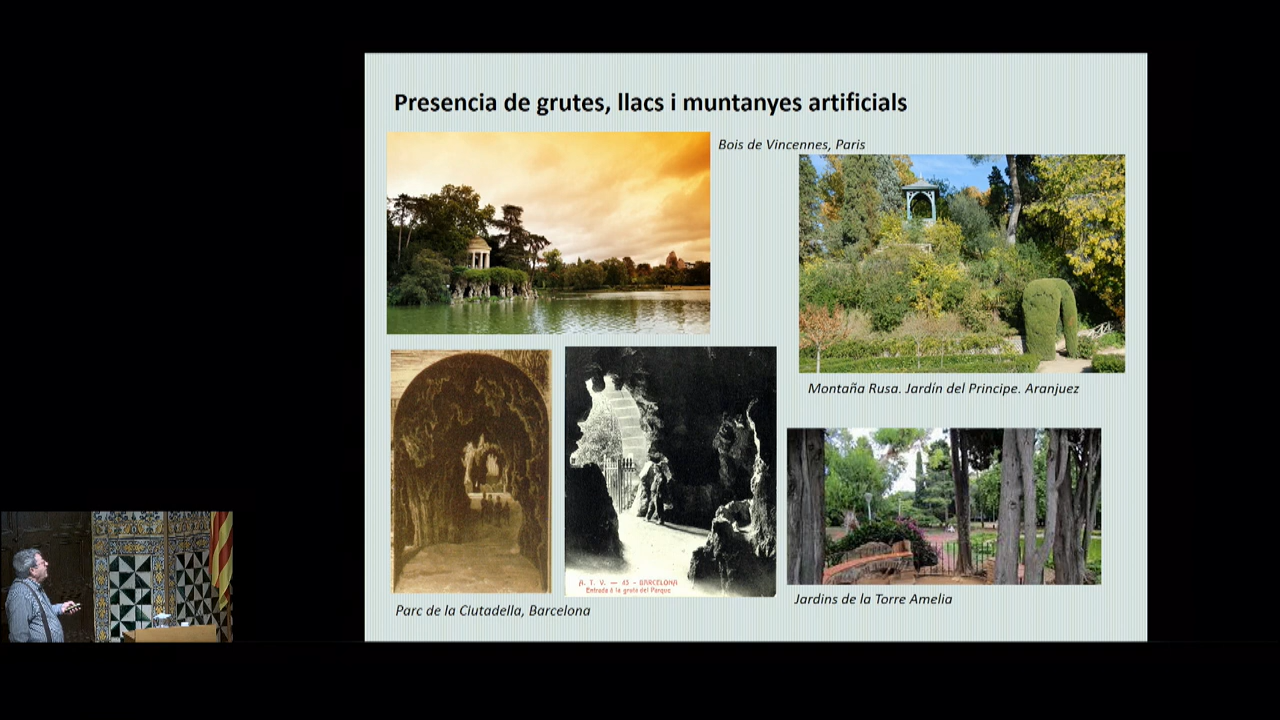 Presencia de grutes, llacs i muntanyes artificials
Bois de Vincennes, Paris
Montaña Rusa. Jardín del Principe. Aranjuez
A. T. V. — 43 - BARCELONA
Entrada á la gruta del Parque
Parc de la Ciutadella, Barcelona
Jardins de la Torre Amelia